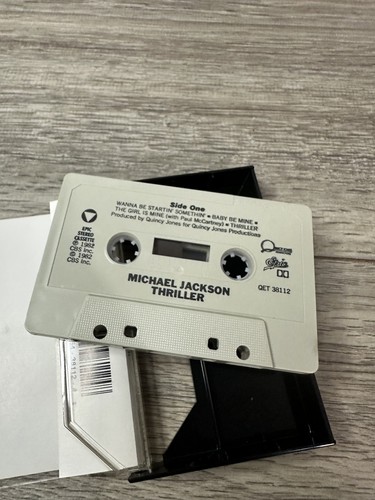 Side One
WANNA BE STARTIN' SOMETHIN' • BABY BE MINE •
THE GIRL IS MINE (with Paul McCartney) • THRILLER
Produced by Quincy Jones for Quincy Jones Productions
EPIC
STEREO
CASSETTE
℗ 1982
CBS Inc.
© 1982
CBS Inc.
Epic
QET 38112
MICHAEL JACKSON
THRILLER
38112